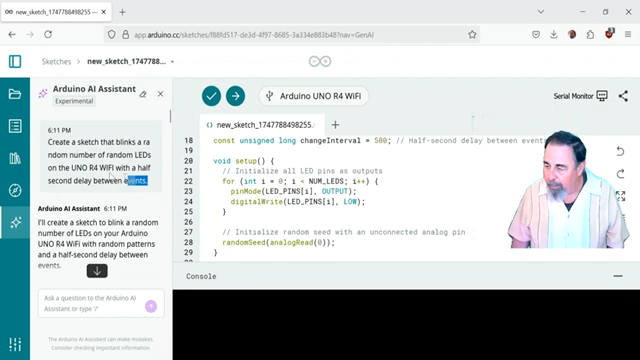 new_sketch_1747788498255
app.arduino.cc/sketches/f88fd517-de3d-4f97-8685-3a334e883b48?nav=GenAI
Sketches
new_sketch_17477884...
Arduino AI Assistant
Experimental
6:11 PM
Create a sketch that blinks a ra
ndom number of random LEDs
on the UNO R4 WiFi with a half
second delay between events.
Arduino AI Assistant 6:11 PM
I'll create a sketch to blink a random
number of LEDs on your Arduino
UNO R4 WiFi with random patterns
and a half-second delay between
events.
Ask a question to the Arduino AI
Assistant or type '/'
The Arduino AI Assistant can make mistakes.
Consider checking important information.
Arduino UNO R4 WiFi
Serial Monitor
new_sketch_1747788498255.
18 const unsigned long changeInterval = 500; // Half-second delay between events
19
20 void setup() {
21 // Initialize all LED pins as outputs
22 for (int i = 0; i < NUM_LEDS; i++) {
23 pinMode(LED_PINS[i], OUTPUT);
24 digitalWrite(LED_PINS[i], LOW);
25 }
26
27 // Initialize random seed with an unconnected analog pin
28 randomSeed(analogRead(0));
29
Console